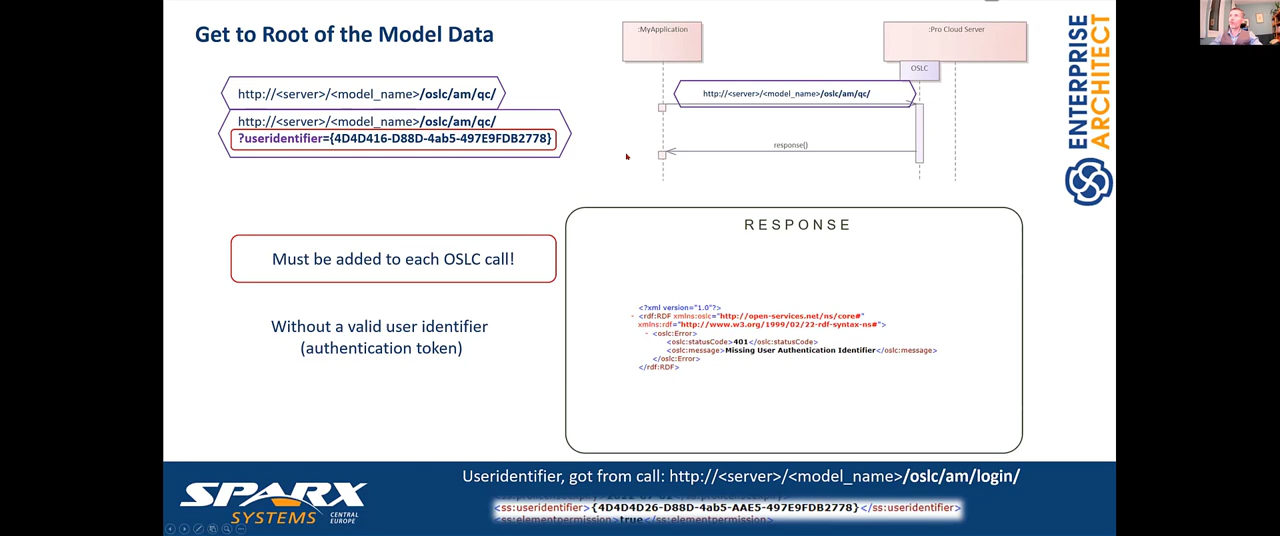 Get to Root of the Model Data
http://<server>/<model_name>/oslc/am/qc/
http://<server>/<model_name>/oslc/am/qc/
?useridentifier={4D4D416-D88D-4ab5-497E9FDB2778}
:MyApplication
:Pro Cloud Server
OSLC
http://<server>/<model_name>/oslc/am/qc/
response()
ENTERPRISE
ARCHITECT
Must be added to each OSLC call!
Without a valid user identifier
(authentication token)
RESPONSE
<?xml version="1.0"?>
- <rdf:RDF xmlns:oslc="http://open-services.net/ns/core#"
xmlns:rdf="http://www.w3.org/1999/02/22-rdf-syntax-ns#">
- <oslc:Error>
<oslc:statusCode>401</oslc:statusCode>
<oslc:message>Missing User Authentication Identifier</oslc:message>
</oslc:Error>
</rdf:RDF>
SPARX
SYSTEMS
CENTRAL
EUROPE
Useridentifier, got from call: http://<server>/<model_name>/oslc/am/login/
<ss:useridentifier>{4D4D4D26-D88D-4ab5-AAE5-497E9FDB2778}</ss:useridentifier>
<ss:elementpermission>true</ss:elementpermission>